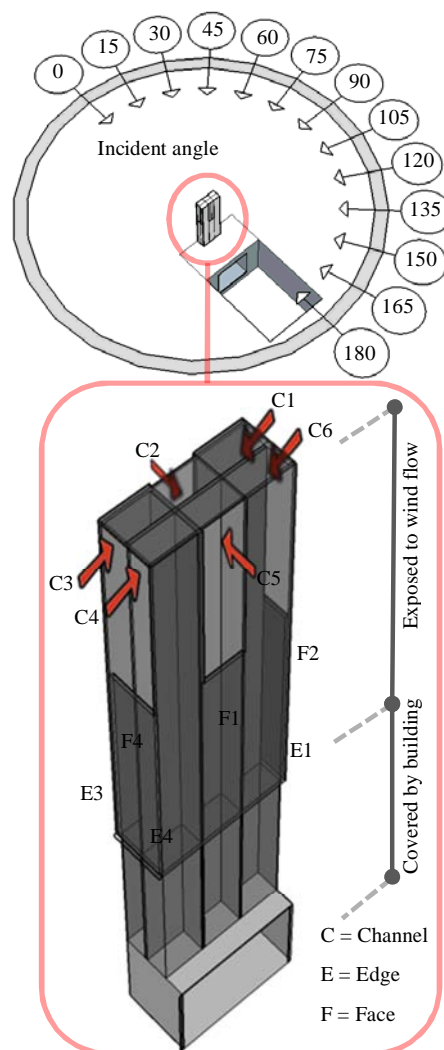 0
15
30
45
60
75
90
105
120
135
150
165
180
Incident angle
C1
C6
C2
C3
C4
C5
F2
F1
F4
E1
E3
E4
Exposed to wind flow
Covered by building
C = Channel
E = Edge
F = Face